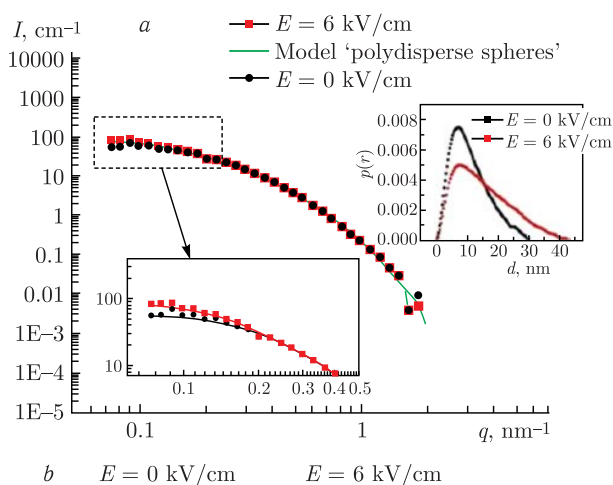 I, cm⁻¹
a
E = 6 kV/cm
Model ‘polydisperse spheres’
E = 0 kV/cm
10000
1000
100
10
1
0.1
0.01
1E–3
1E–4
1E–5
0.1
1
q, nm⁻¹
p(r)
0.008
0.006
0.004
0.002
0.000
E = 0 kV/cm
E = 6 kV/cm
0 10 20 30 40
d, nm
100
10
0.1 0.2 0.3 0.4 0.5
b E = 0 kV/cm E = 6 kV/cm